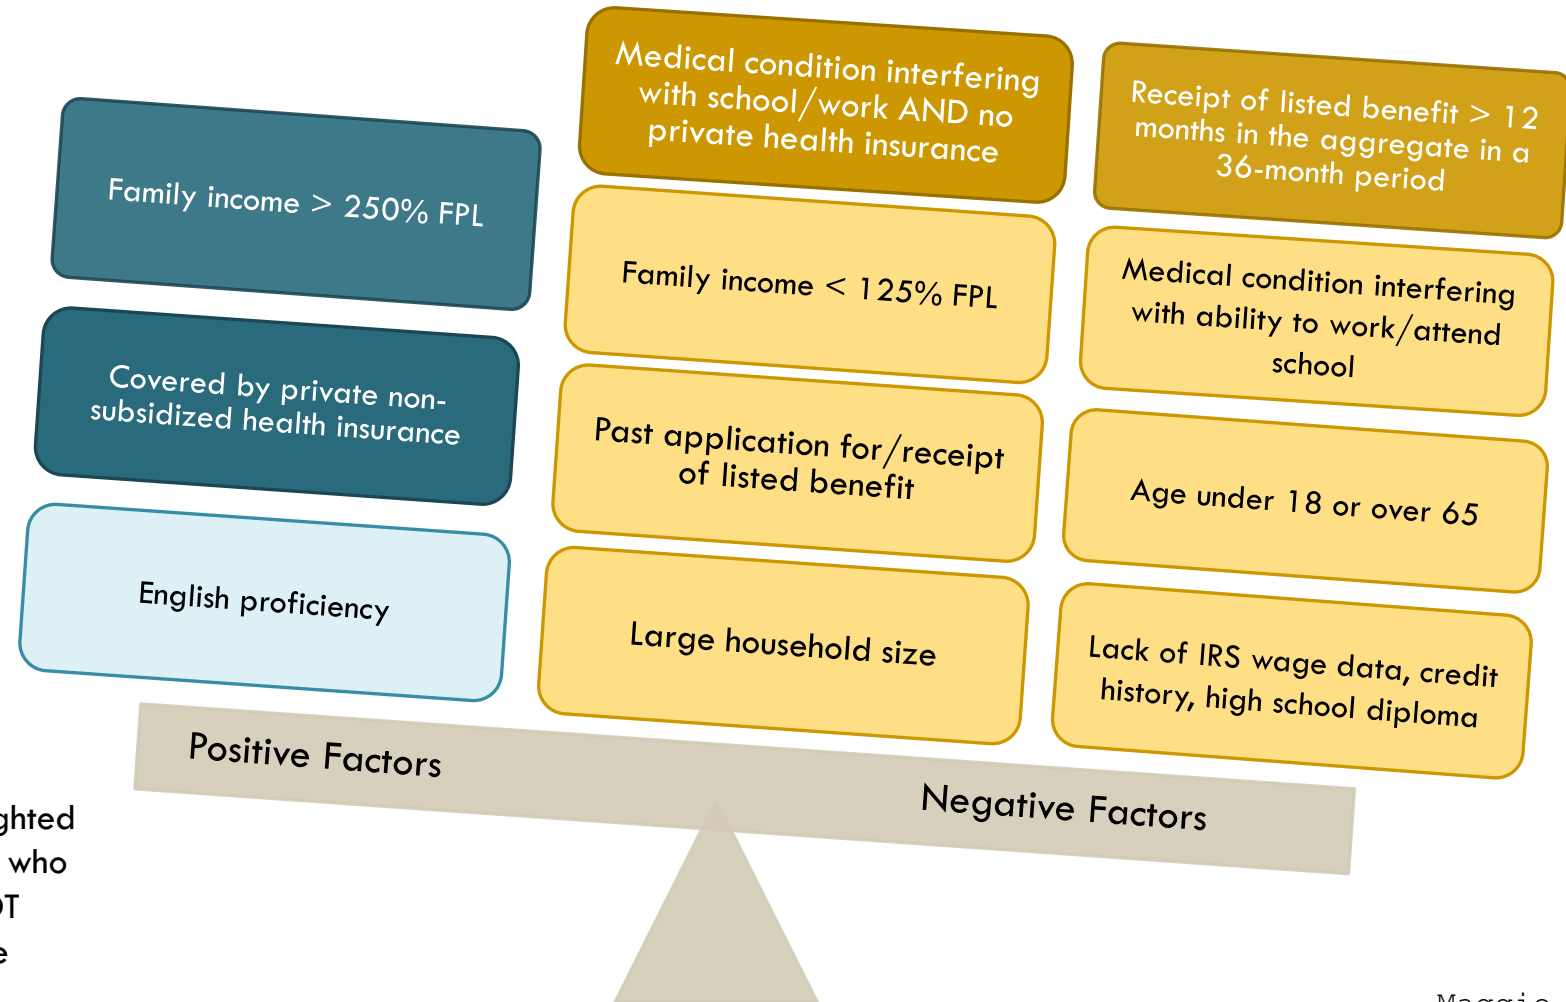 Family income > 250% FPL
Covered by private non-
subsidized health insurance
English proficiency
Medical condition interfering
with school/work AND no
private health insurance
Family income < 125% FPL
Past application for/receipt
of listed benefit
Large household size
Receipt of listed benefit > 12
months in the aggregate in a
36-month period
Medical condition interfering
with ability to work/attend
school
Age under 18 or over 65
Lack of IRS wage data, credit
history, high school diploma
Positive Factors
Negative Factors
ghted
who
OT
e
Maggie